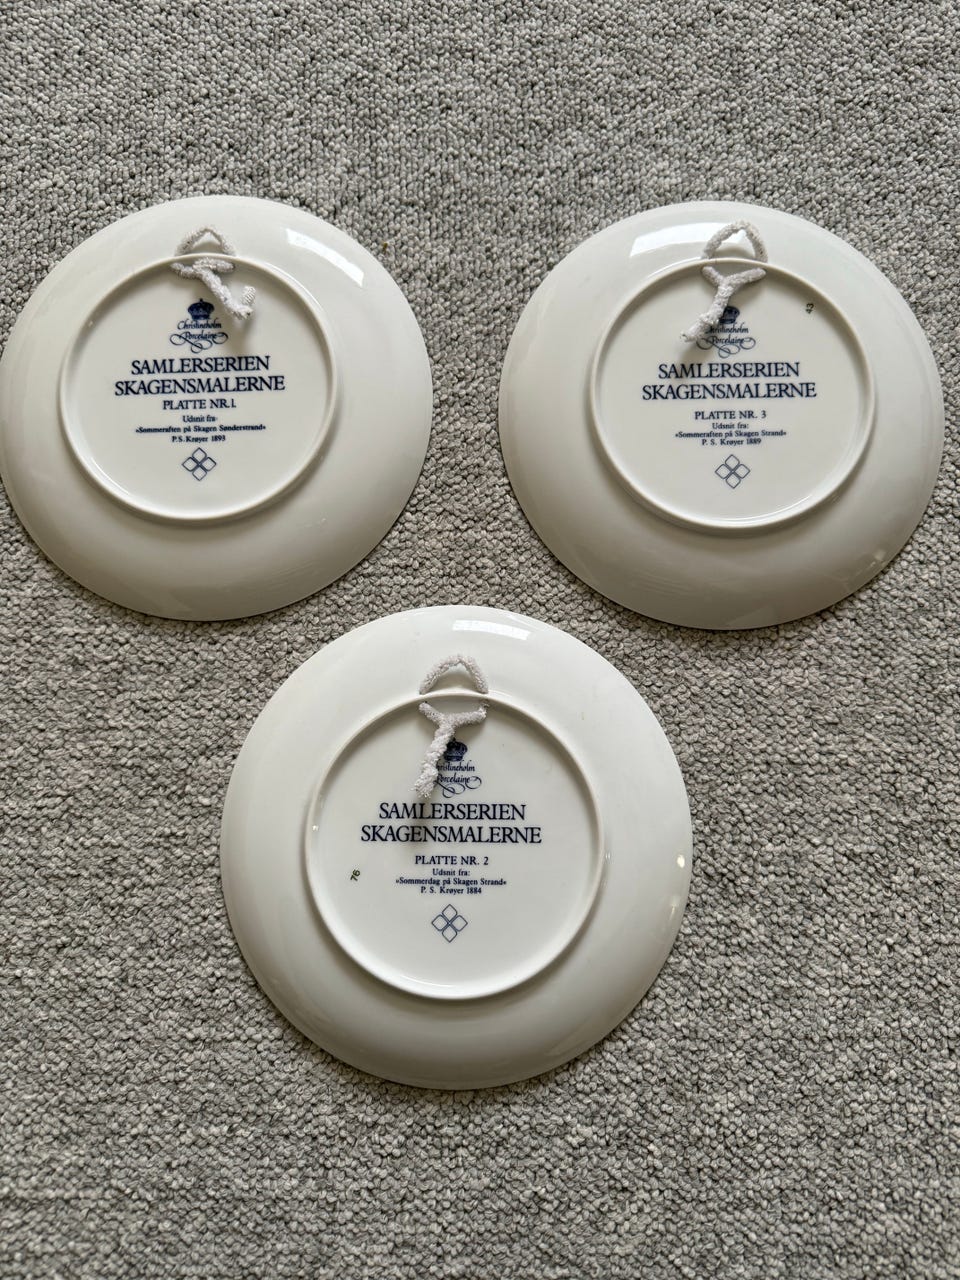 Christineholm
Porcelaine
SAMLERSERIEN
SKAGENSMALERNE
PLATTE NR.1.
Udsnit fra:
»Sommeraften på Skagen Sønderstrand«
P.S. Krøyer 1893
43
Porcelaine
SAMLERSERIEN
SKAGENSMALERNE
PLATTE NR. 3
Udsnit fra:
»Sommeraften på Skagen Strand«
P. S. Krøyer 1889
SAMLERSERIEN
SKAGENSMALERNE
PLATTE NR. 2
Udsnit fra:
»Sommerdag på Skagen Strand«
P. S. Krøyer 1884
76